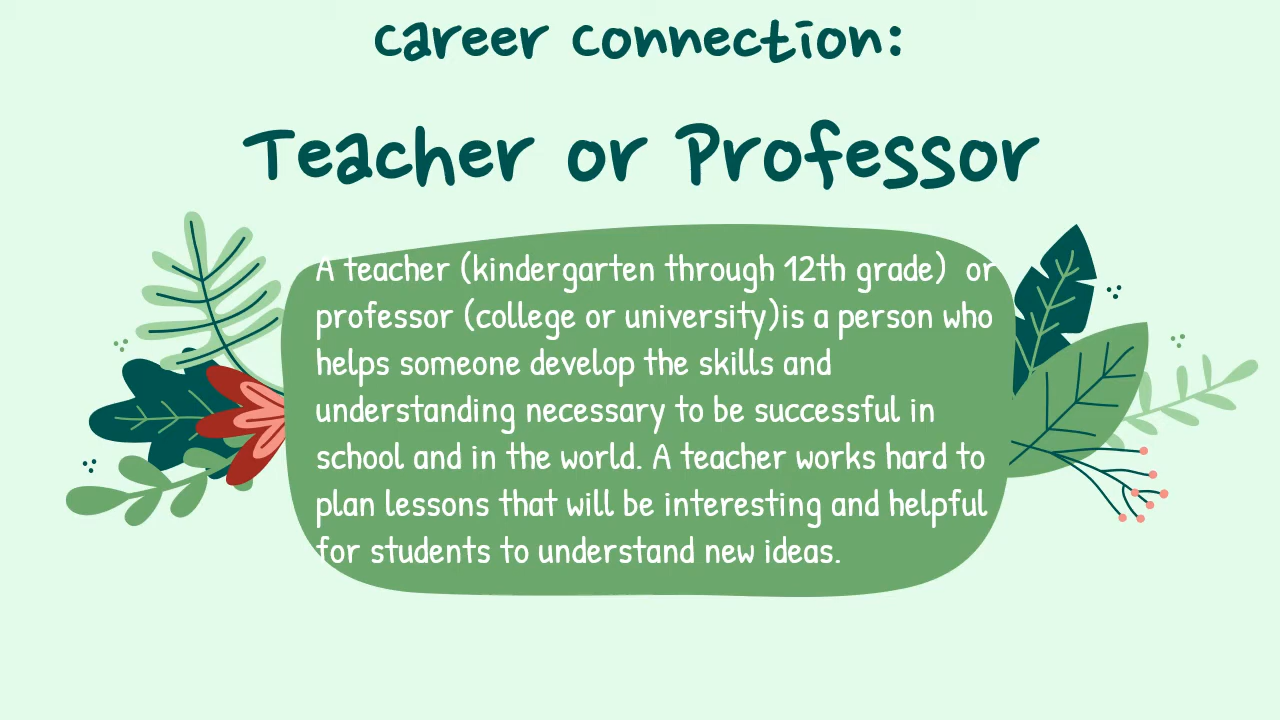 career connection:
Teacher or Professor
A teacher (kindergarten through 12th grade)  or
professor (college or university)is a person who
helps someone develop the skills and
understanding necessary to be successful in
school and in the world. A teacher works hard to
plan lessons that will be interesting and helpful
for students to understand new ideas.